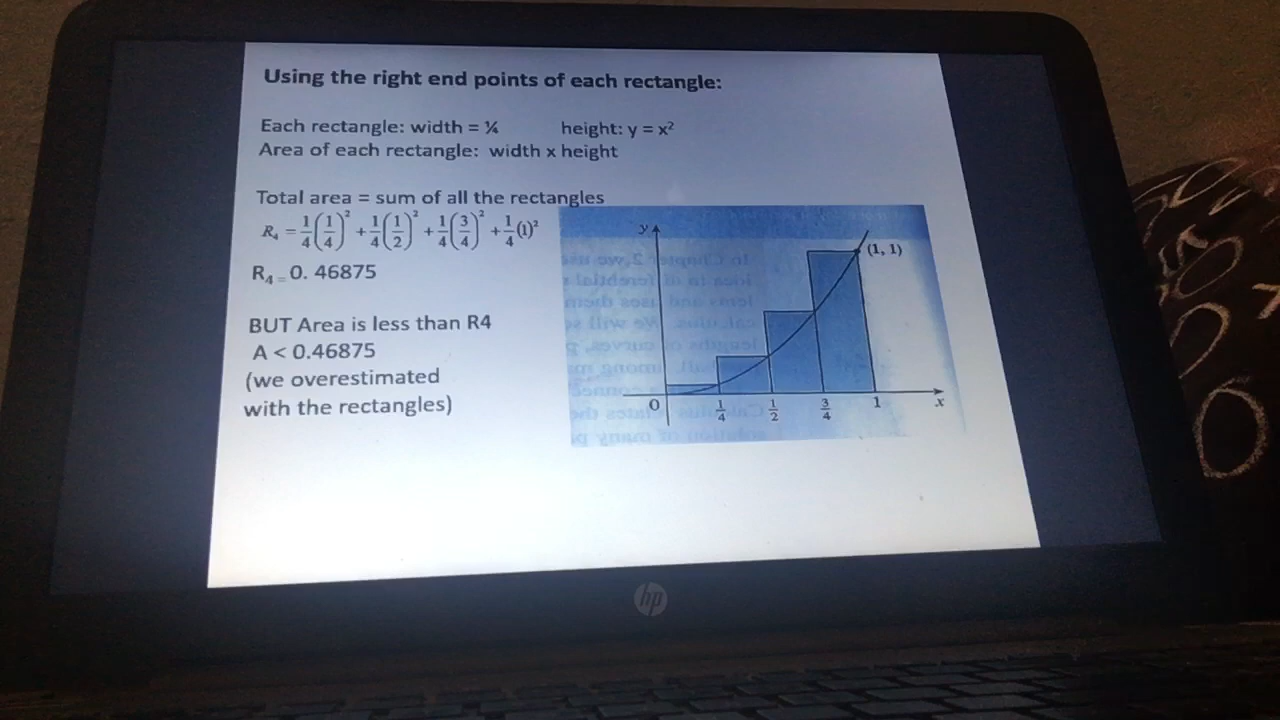 Using the right end points of each rectangle:
Each rectangle: width = ¼ height: y = x²
Area of each rectangle: width x height
Total area = sum of all the rectangles
R₄ = 1/4(1/4)² + 1/4(1/2)² + 1/4(3/4)² + 1/4(1)²
R₄ = 0. 46875
BUT Area is less than R4
A < 0.46875
(we overestimated
with the rectangles)
y
(1, 1)
0 1/4 1/2 3/4 1 x
hp